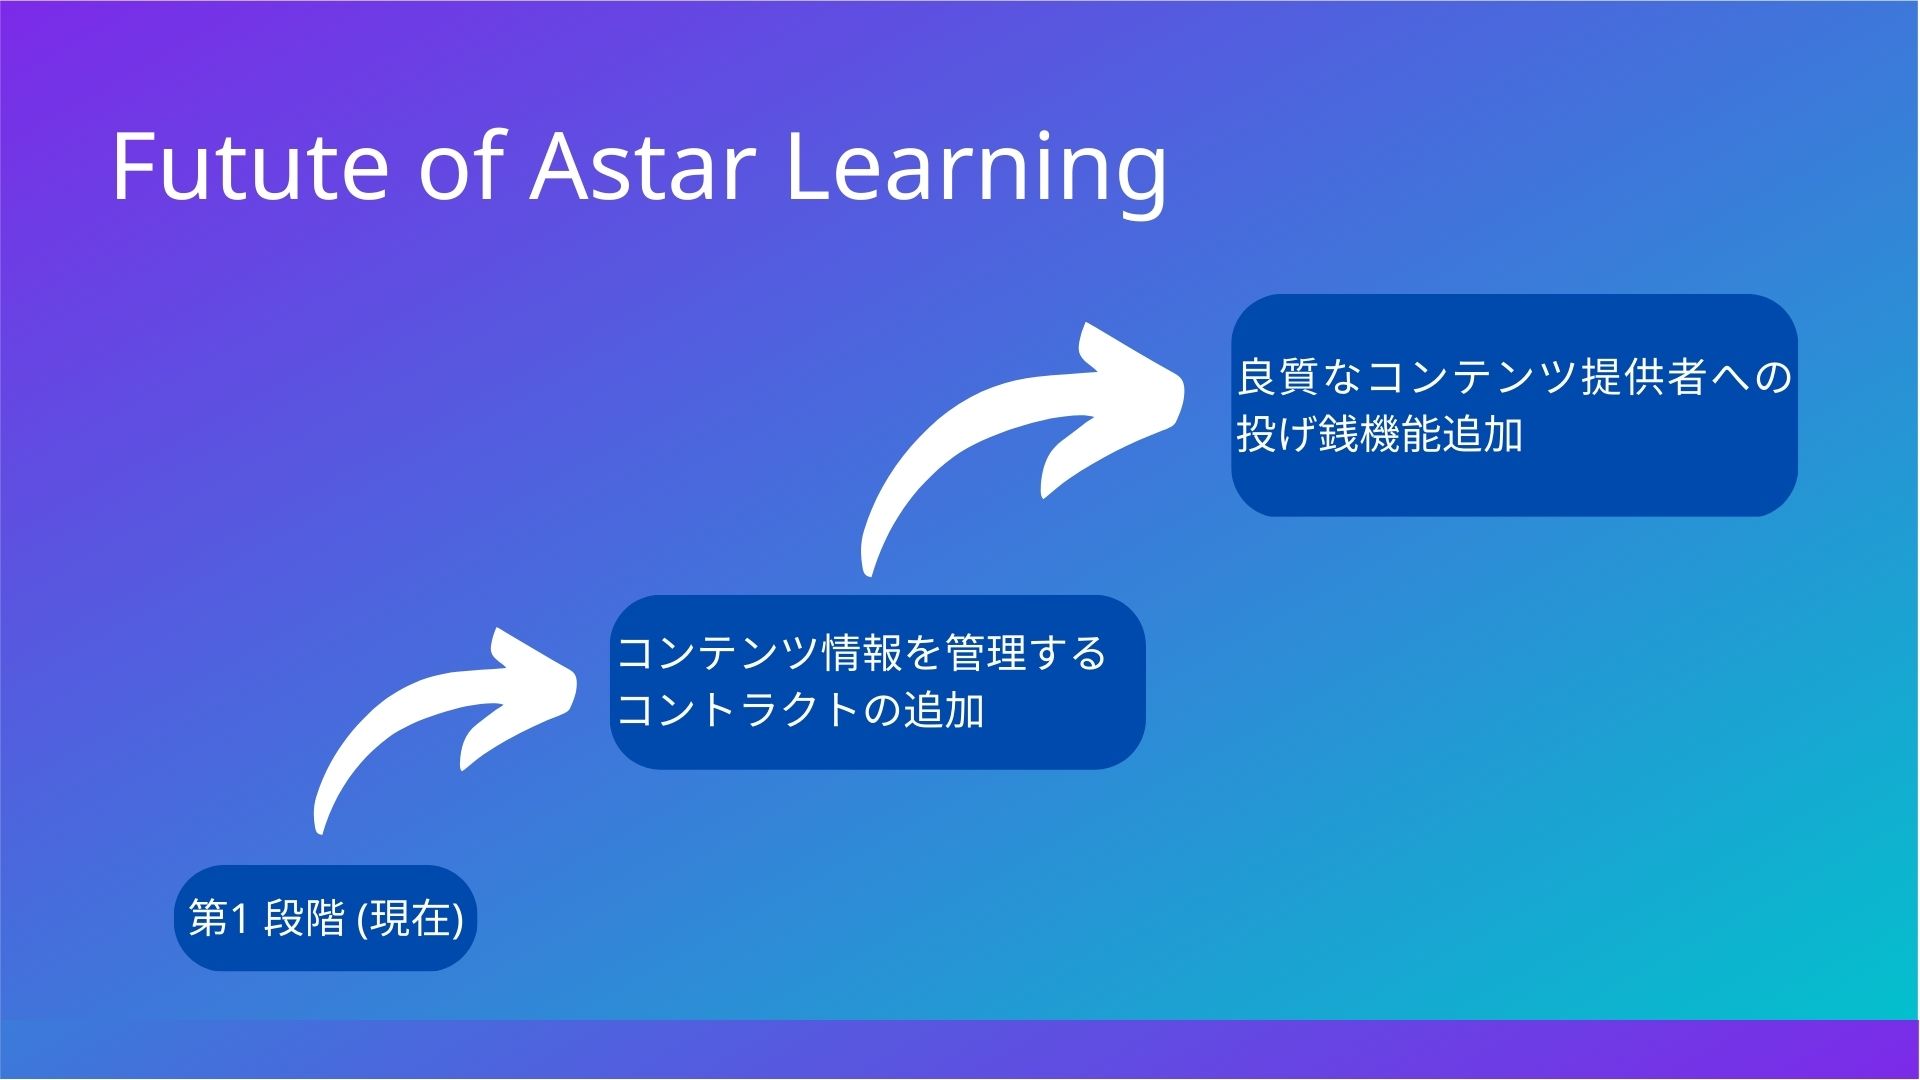 Futute of Astar Learning
良質なコンテンツ提供者への
投げ銭機能追加
コンテンツ情報を管理する
コントラクトの追加
第1 段階 (現在)